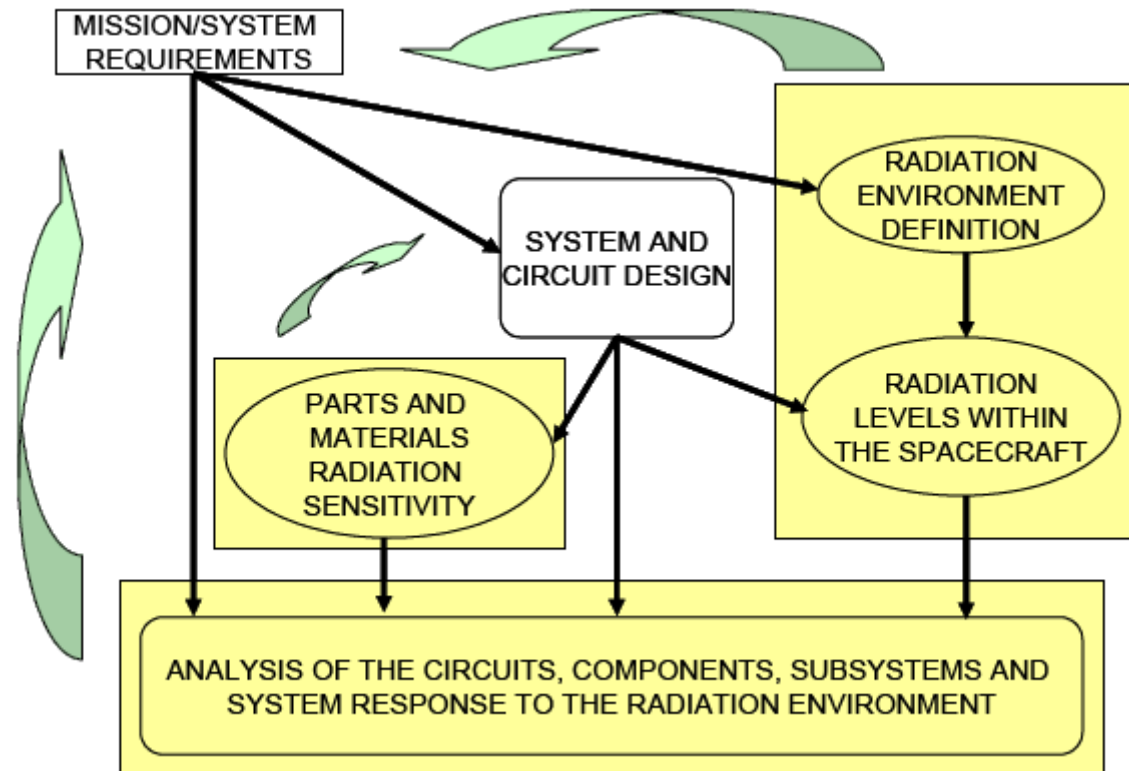 MISSION/SYSTEM
REQUIREMENTS
RADIATION
ENVIRONMENT
DEFINITION
SYSTEM AND
CIRCUIT DESIGN
PARTS AND
MATERIALS
RADIATION
SENSITIVITY
RADIATION
LEVELS WITHIN
THE SPACECRAFT
ANALYSIS OF THE CIRCUITS, COMPONENTS, SUBSYSTEMS AND
SYSTEM RESPONSE TO THE RADIATION ENVIRONMENT